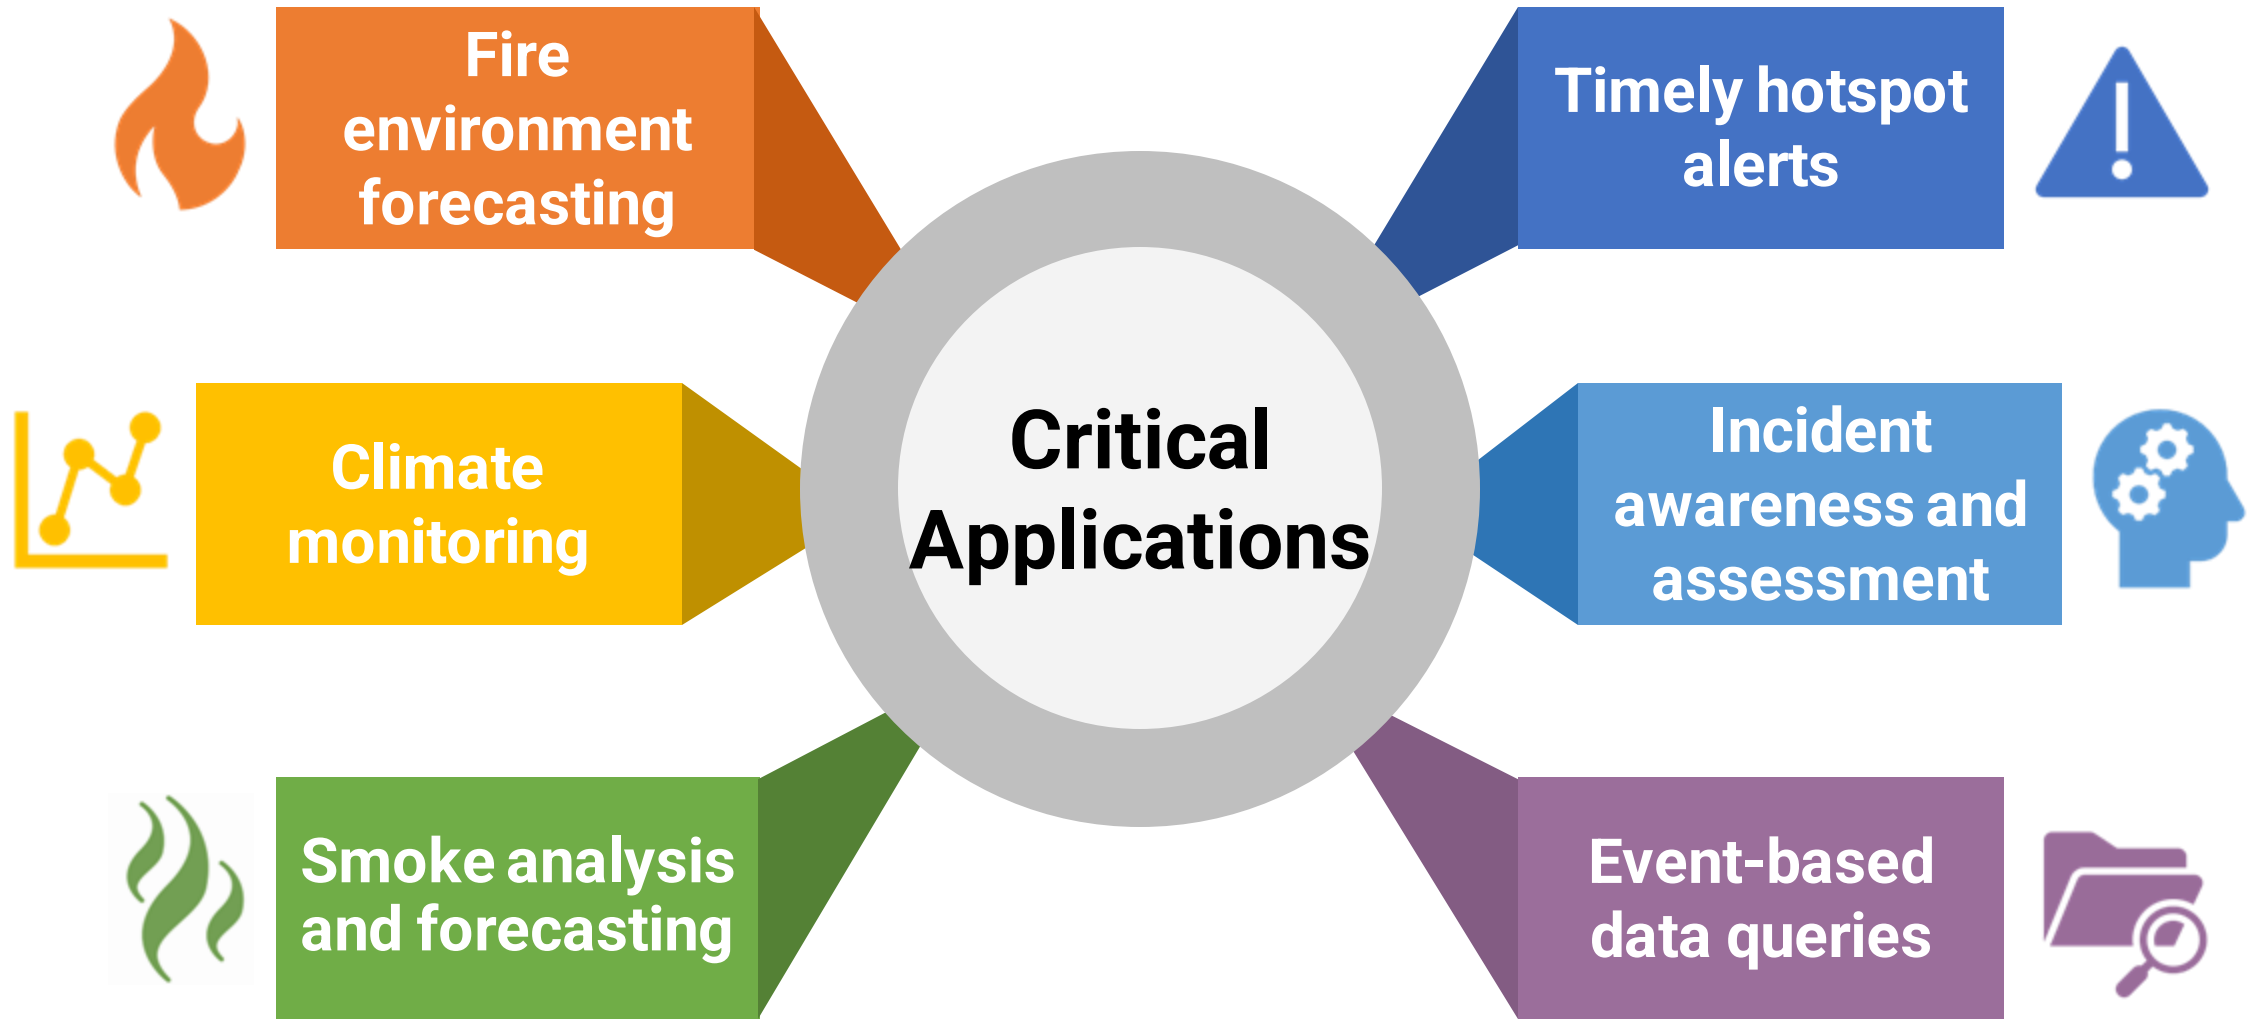 Fire
environment
forecasting
Timely hotspot
alerts
Climate
monitoring
Critical
Applications
Incident
awareness and
assessment
Smoke analysis
and forecasting
Event-based
data queries